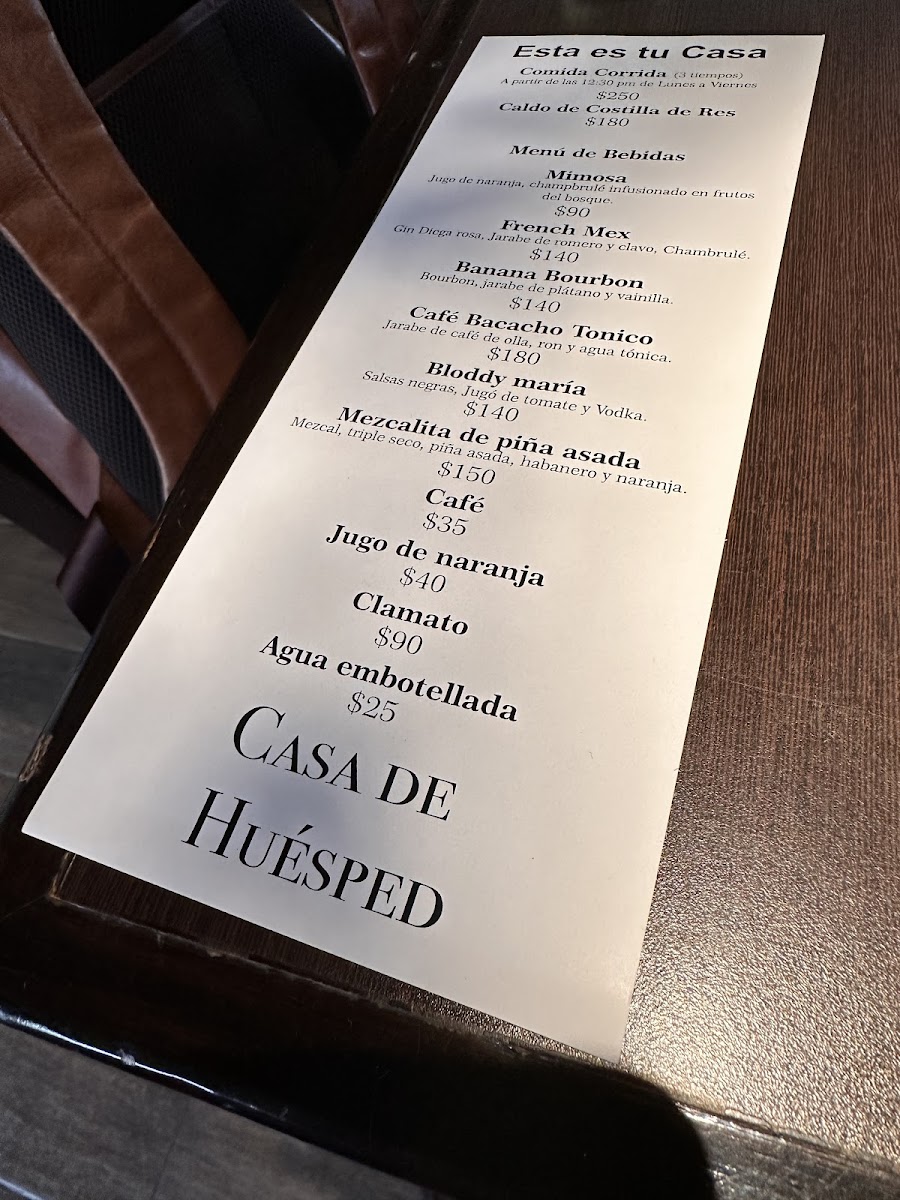 Esta es tu Casa
Comida Corrida (3 tiempos)
A partir de las 12:30 pm de Lunes a Viernes
$250
Caldo de Costilla de Res
$180
Menú de Bebidas
Mimosa
Jugo de naranja, champbrulé infusionado en frutos
del bosque.
$90
French Mex
Gin Diega rosa, Jarabe de romero y clavo, Chambrulé.
$140
Banana Bourbon
Bourbon, jarabe de plátano y vainilla.
$140
Café Bacacho Tonico
Jarabe de café de olla, ron y agua tónica.
$180
Bloddy maría
Salsas negras, Jugo de tomate y Vodka.
$140
Mezcalita de piña asada
Mezcal, triple seco, piña asada, habanero y naranja.
$150
Café
$35
Jugo de naranja
$40
Clamato
$90
Agua embotellada
$25
CASA DE
HUÉSPED